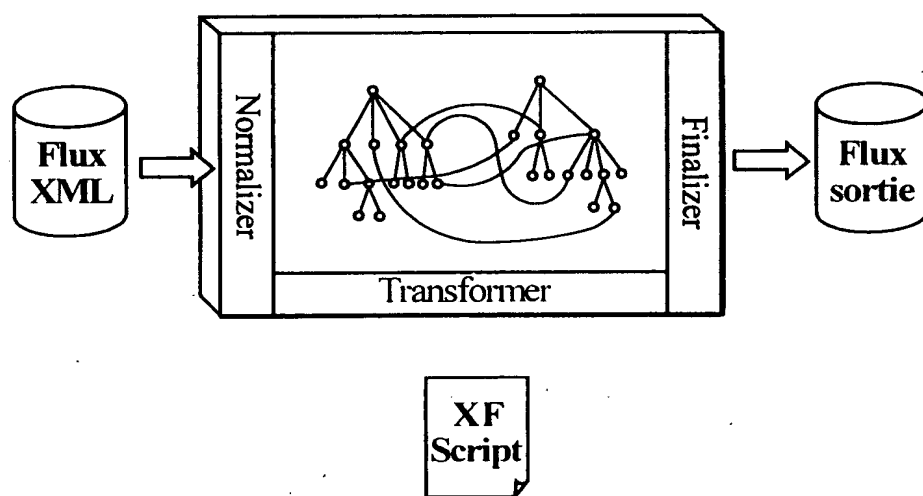 Flux
XML
Normalizer
Transformer
Finalizer
Flux
sortie
XF
Script